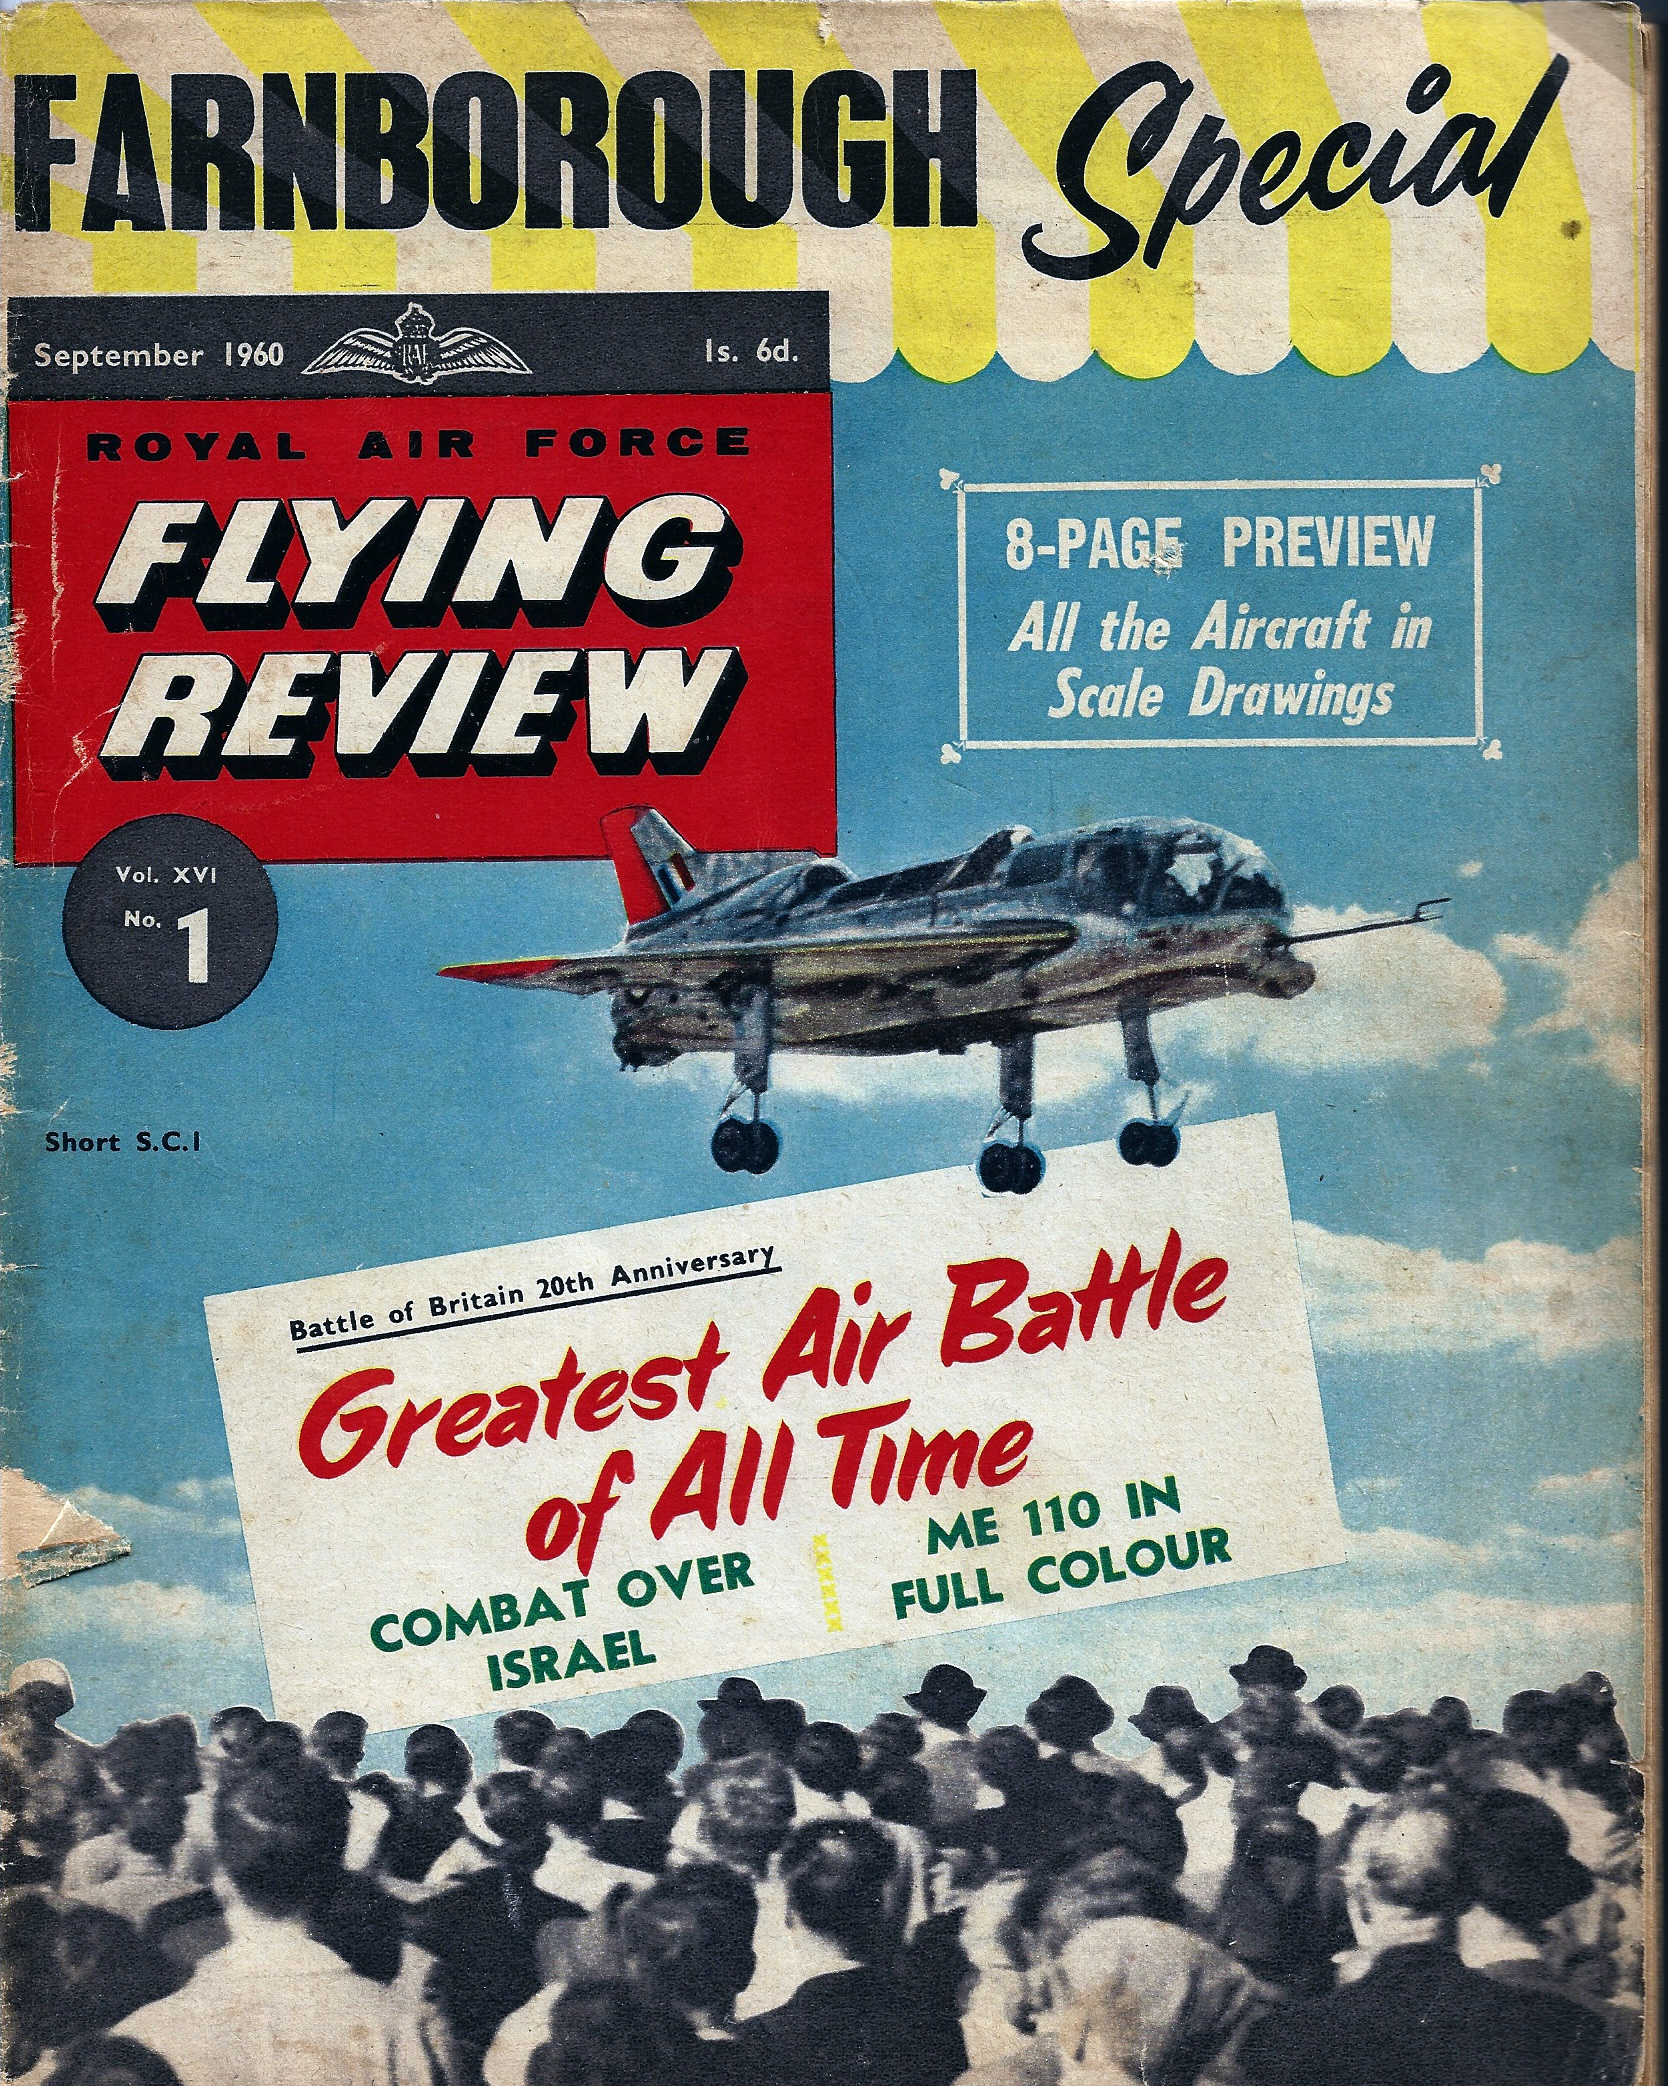 FARNBOROUGH Special
September 1960 RAF 1s. 6d.
ROYAL AIR FORCE
FLYING
REVIEW
8-PAGE PREVIEW
All the Aircraft in
Scale Drawings
Vol. XVI
No. 1
Short S.C.1
Battle of Britain 20th Anniversary
Greatest Air Battle
of All Time
COMBAT OVER
ISRAEL
ME 110 IN
FULL COLOUR